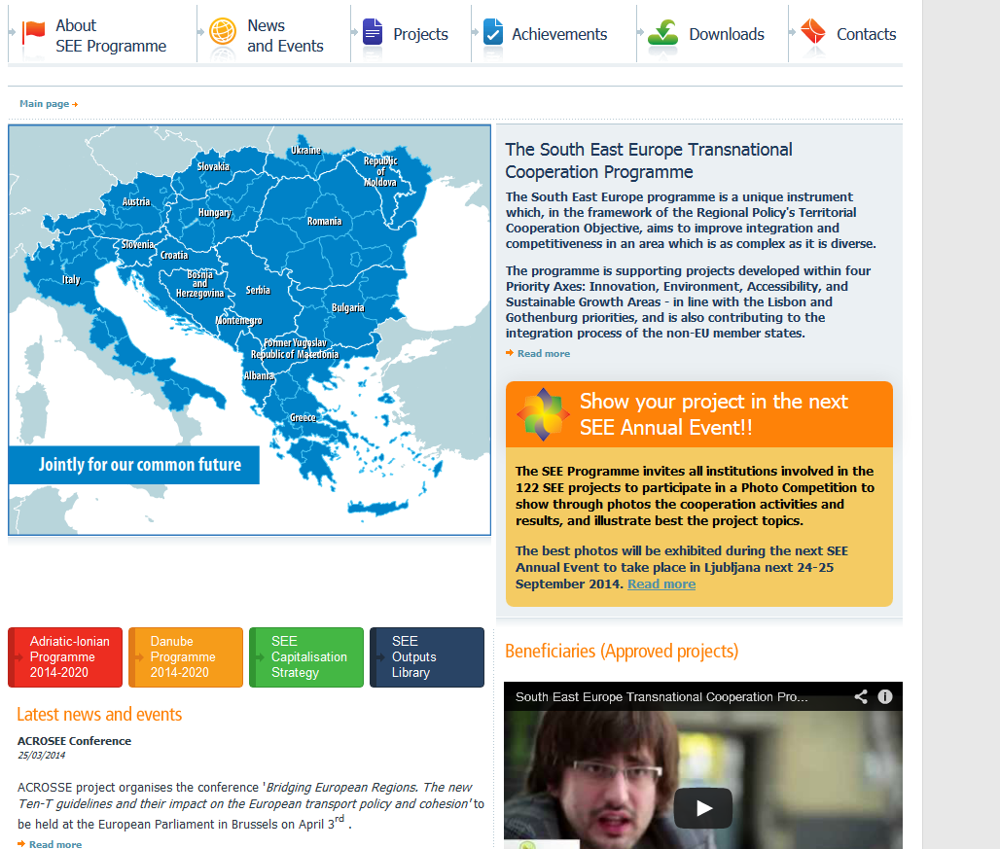 About
SEE Programme
News
and Events
Projects
Achievements
Downloads
Contacts
Main page
Ukraine
Slovakia
Republic
of
Moldova
Austria
Hungary
Romania
Slovenia
Croatia
Italy
Bosnia
and
Herzegovina
Serbia
Bulgaria
Montenegro
Former Yugoslav
Republic of Macedonia
Albania
Greece
Jointly for our common future
The South East Europe Transnational
Cooperation Programme
The South East Europe programme is a unique instrument
which, in the framework of the Regional Policy's Territorial
Cooperation Objective, aims to improve integration and
competitiveness in an area which is as complex as it is diverse.
The programme is supporting projects developed within four
Priority Axes: Innovation, Environment, Accessibility, and
Sustainable Growth Areas - in line with the Lisbon and
Gothenburg priorities, and is also contributing to the
integration process of the non-EU member states.
Read more
Show your project in the next
SEE Annual Event!!
The SEE Programme invites all institutions involved in the
122 SEE projects to participate in a Photo Competition to
show through photos the cooperation activities and
results, and illustrate best the project topics.
The best photos will be exhibited during the next SEE
Annual Event to take place in Ljubljana next 24-25
September 2014. Read more
Adriatic-Ionian
Programme
2014-2020
Danube
Programme
2014-2020
SEE
Capitalisation
Strategy
SEE
Outputs
Library
Latest news and events
ACROSEE Conference
25/03/2014
ACROSSE project organises the conference 'Bridging European Regions. The new
Ten-T guidelines and their impact on the European transport policy and cohesion' to
be held at the European Parliament in Brussels on April 3rd .
Read more
Beneficiaries (Approved projects)
South East Europe Transnational Cooperation Pro...